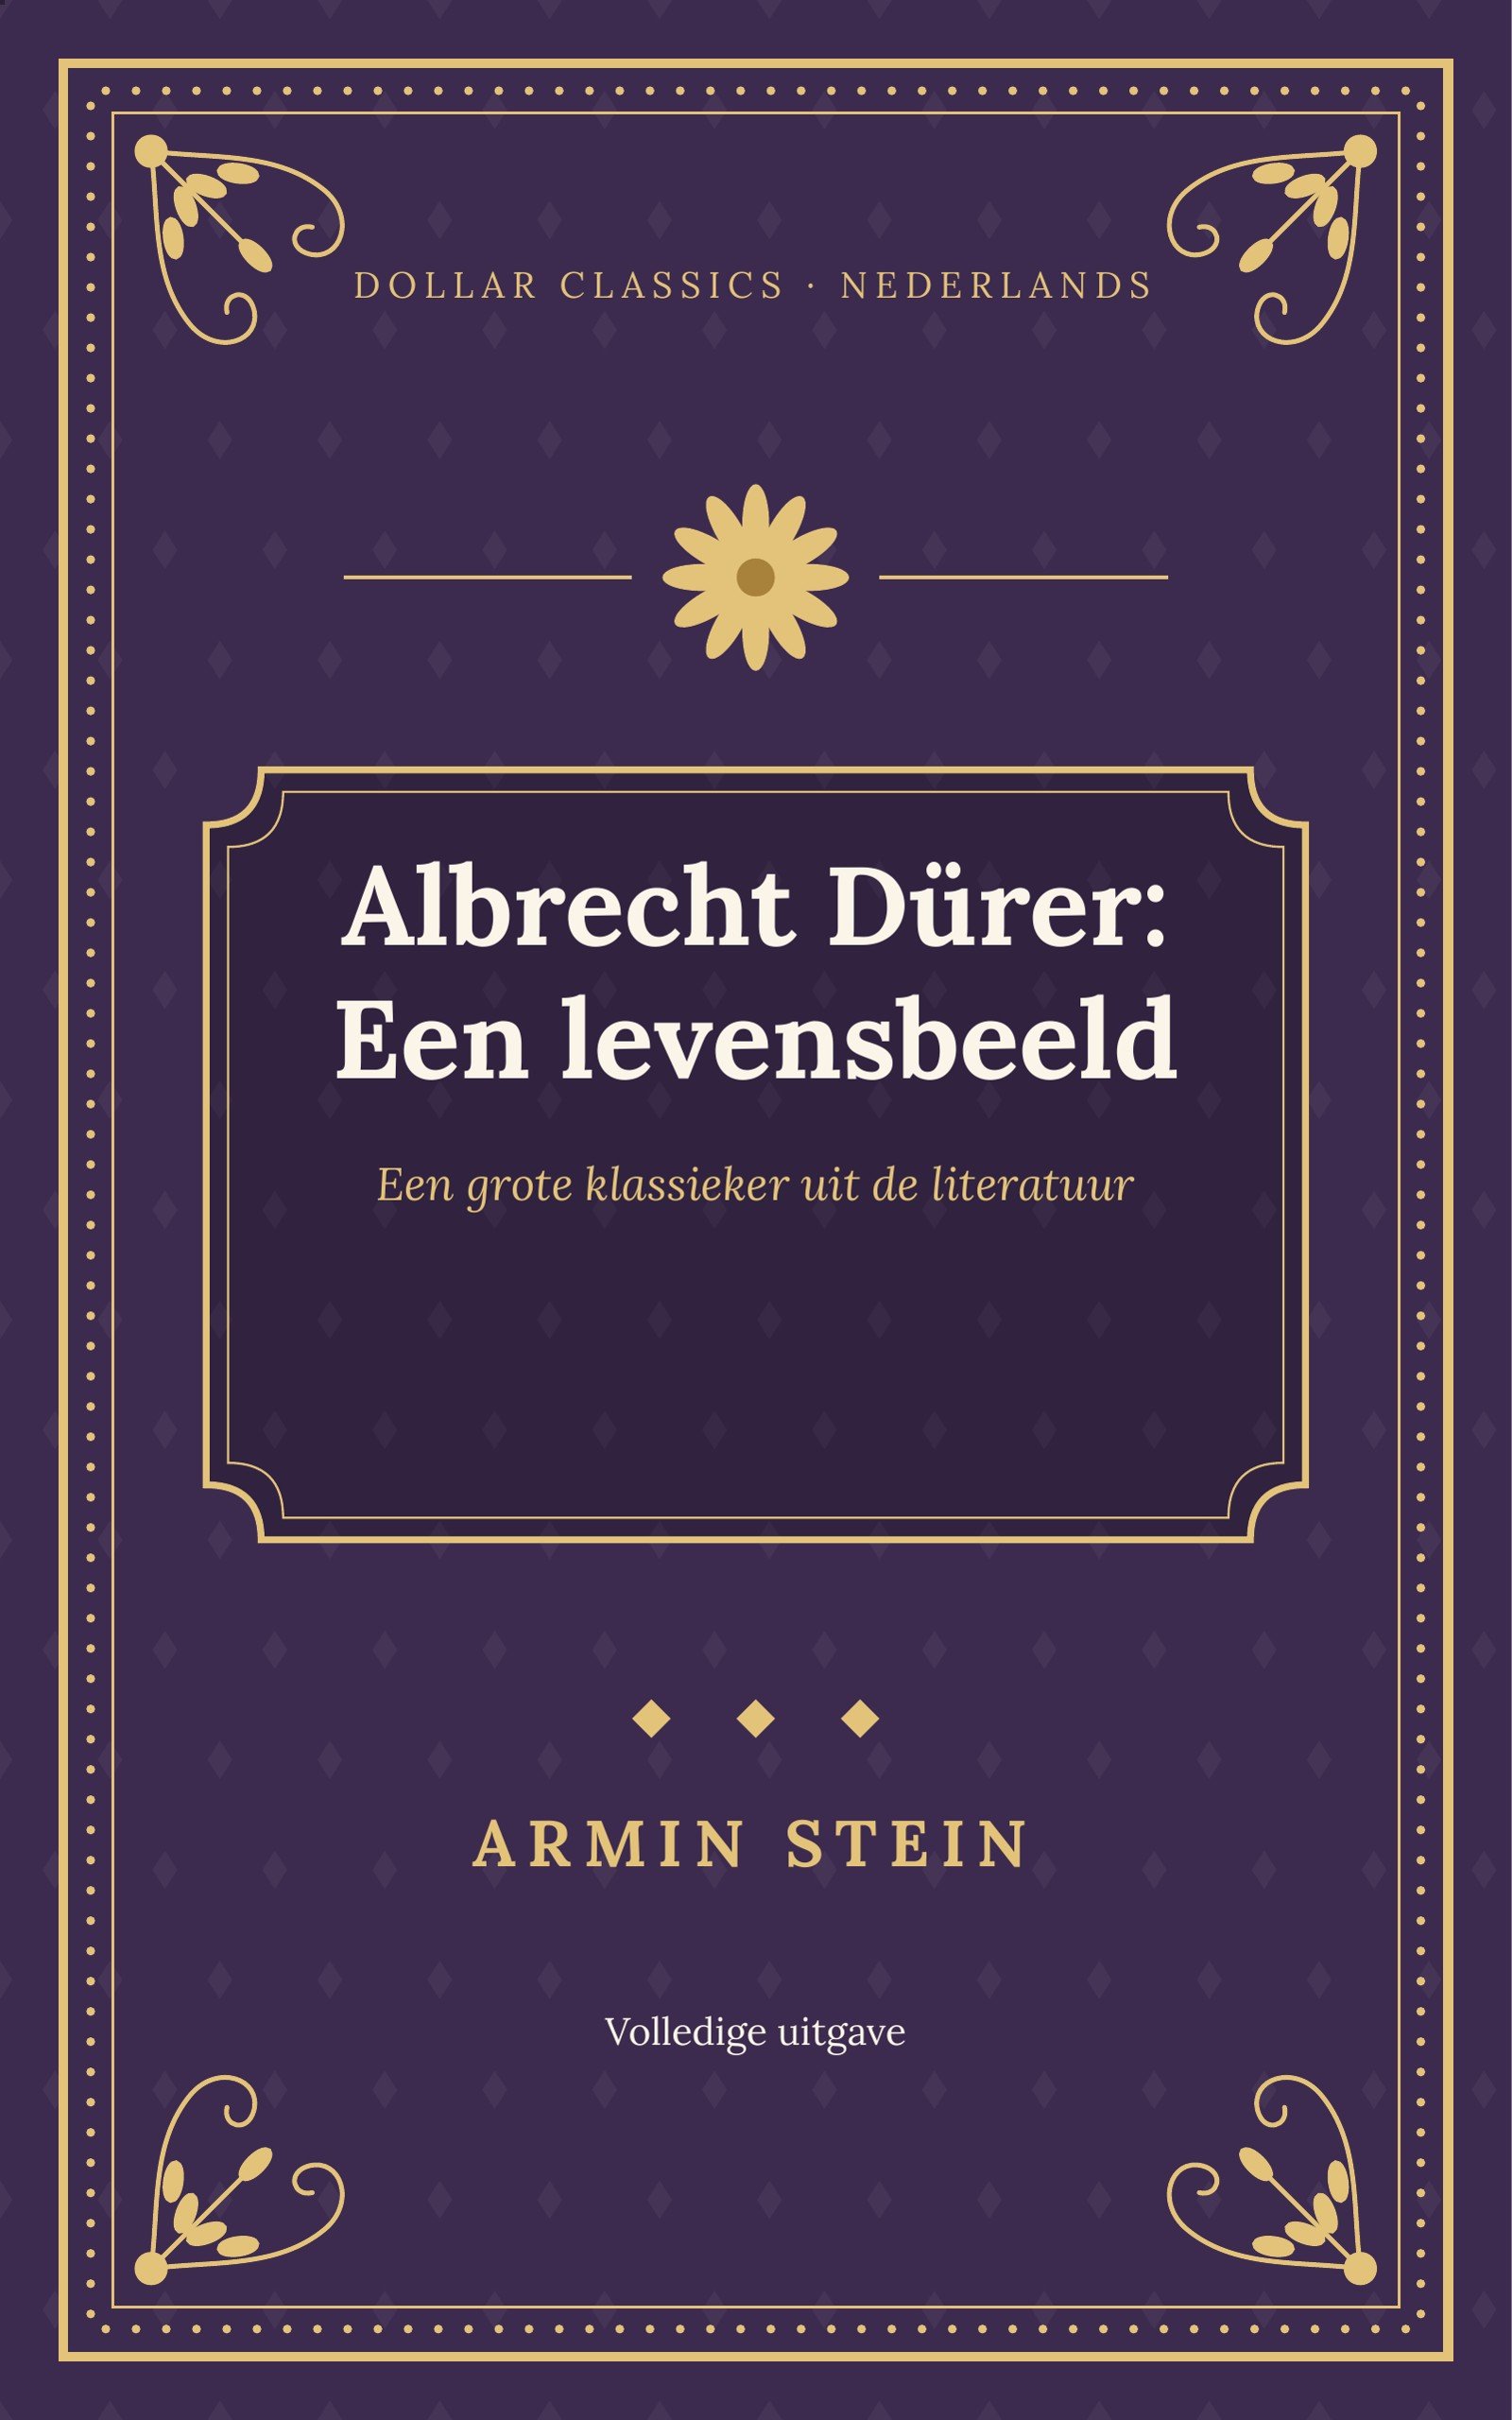 DOLLAR CLASSICS · NEDERLANDS
Albrecht Dürer:
Een levensbeeld
Een grote klassieker uit de literatuur
ARMIN STEIN
Volledige uitgave